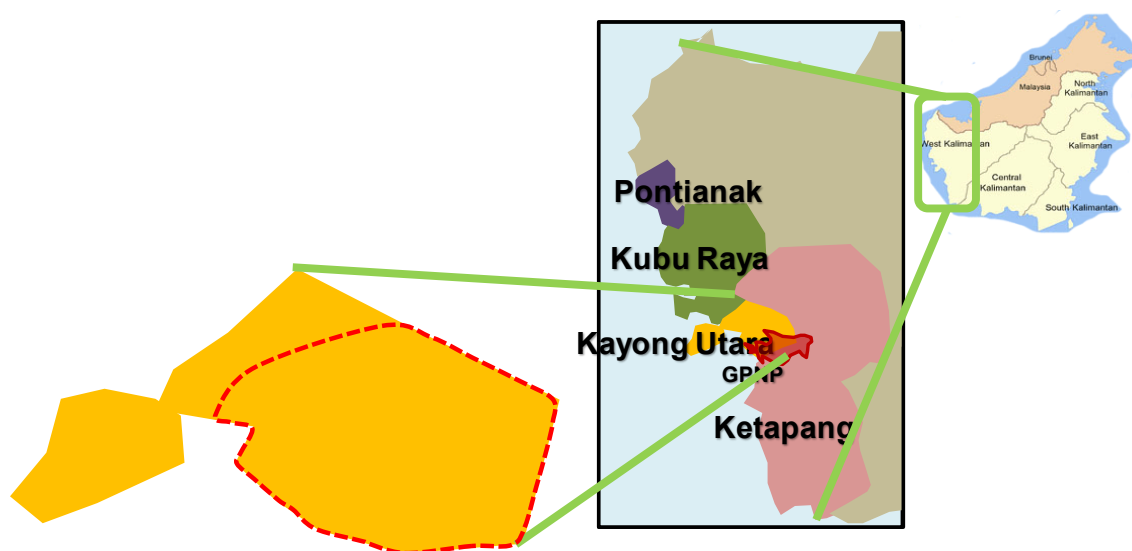 Pontianak
Kubu Raya
Kayong Utara
GPNP
Ketapang
Brunei
Malaysia
North
Kalimantan
West Kalimantan
East
Kalimantan
Central
Kalimantan
South Kalimantan